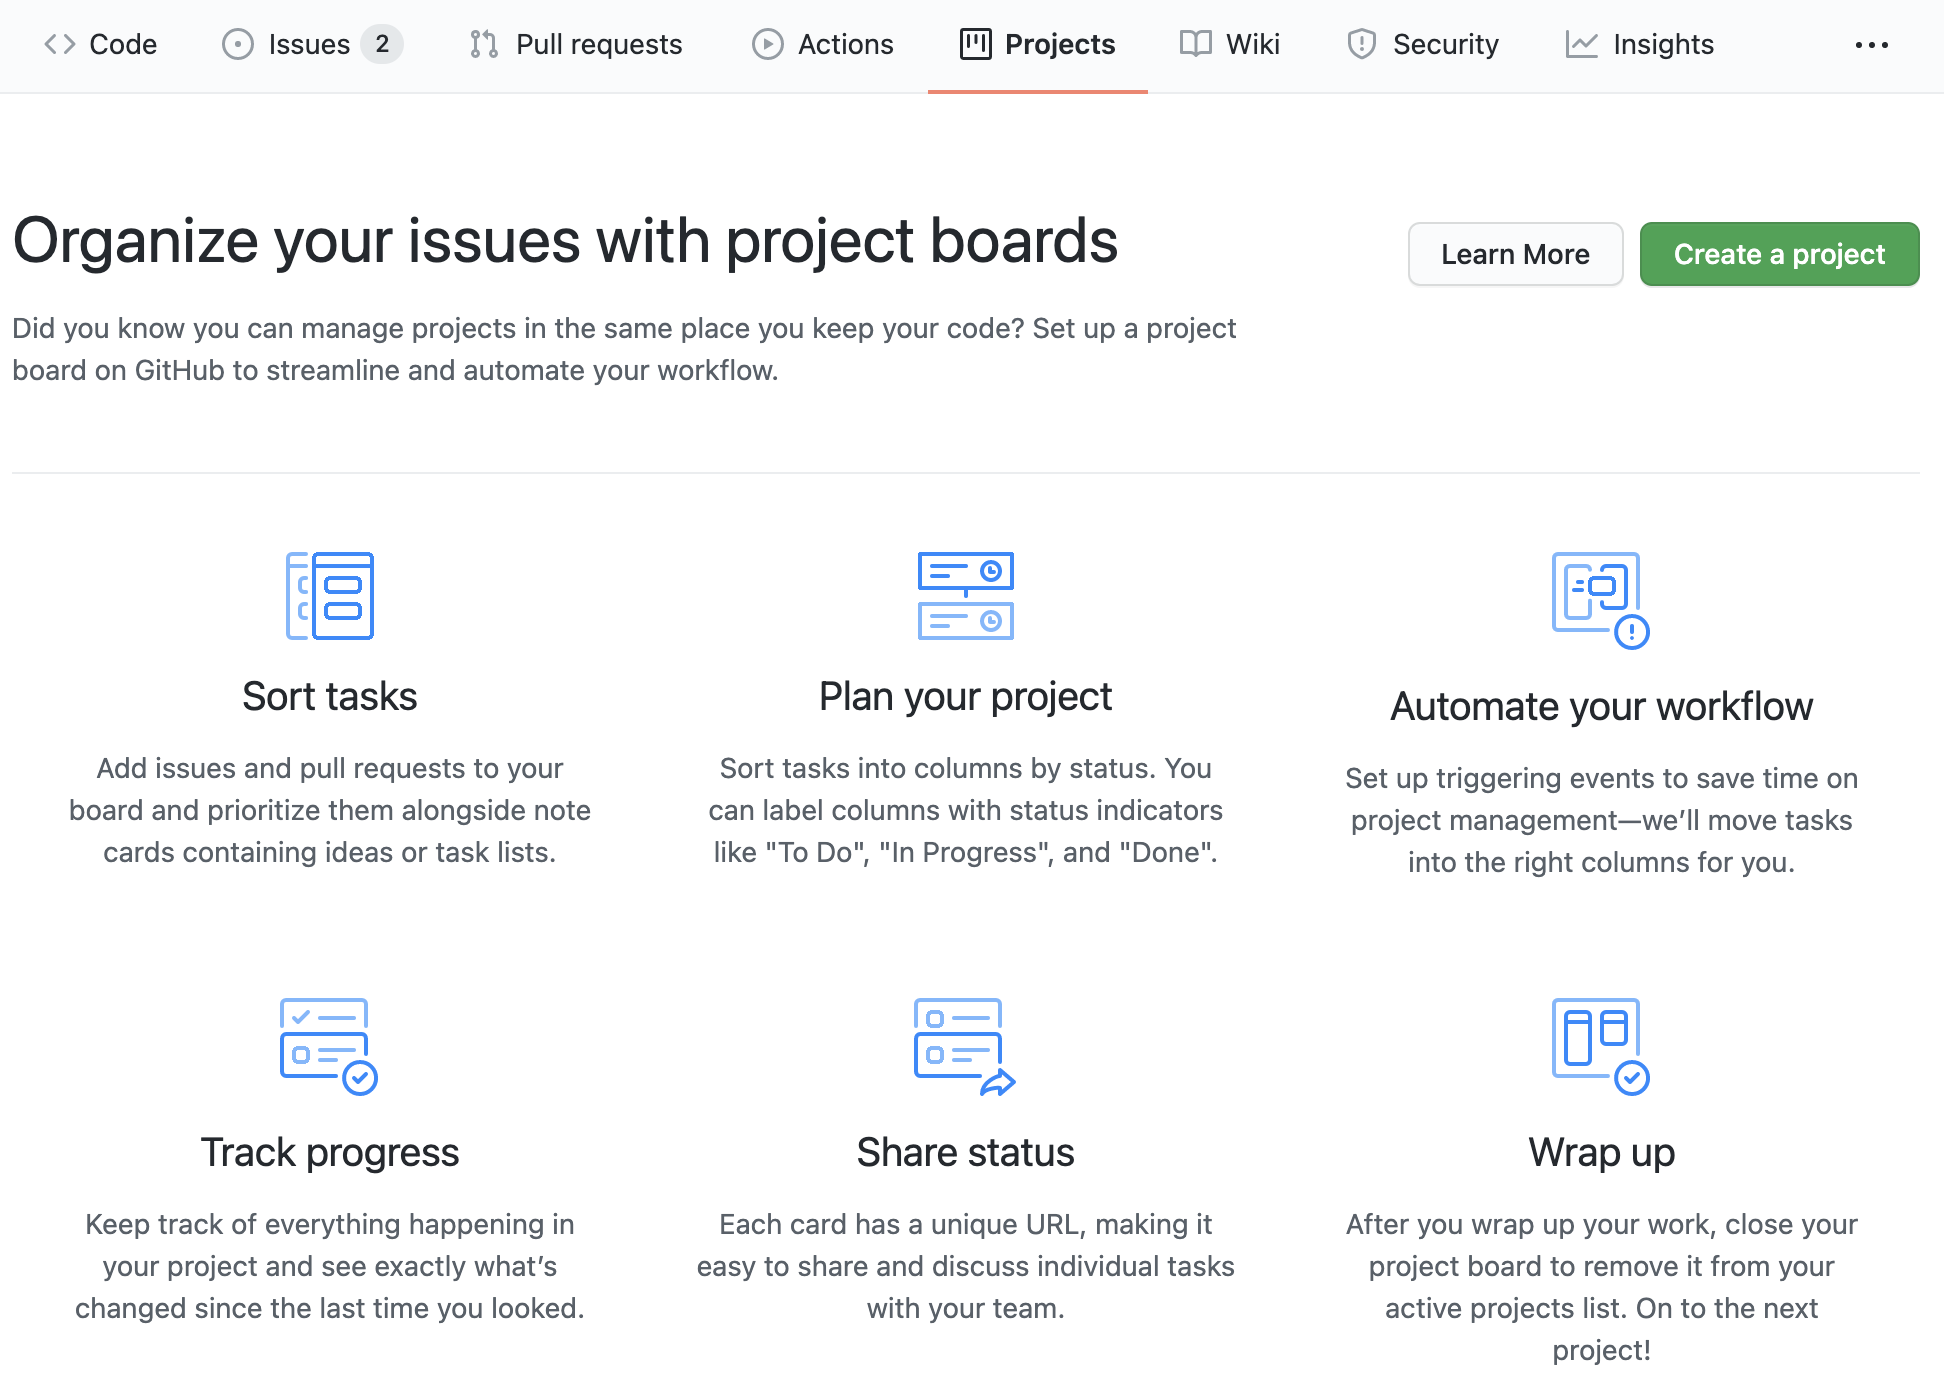 Code Issues 2 Pull requests Actions Projects Wiki Security Insights
Organize your issues with project boards
Learn More
Create a project
Did you know you can manage projects in the same place you keep your code? Set up a project
board on GitHub to streamline and automate your workflow.
Sort tasks
Add issues and pull requests to your
board and prioritize them alongside note
cards containing ideas or task lists.
Plan your project
Sort tasks into columns by status. You
can label columns with status indicators
like "To Do", "In Progress", and "Done".
Automate your workflow
Set up triggering events to save time on
project management—we’ll move tasks
into the right columns for you.
Track progress
Keep track of everything happening in
your project and see exactly what’s
changed since the last time you looked.
Share status
Each card has a unique URL, making it
easy to share and discuss individual tasks
with your team.
Wrap up
After you wrap up your work, close your
project board to remove it from your
active projects list. On to the next
project!